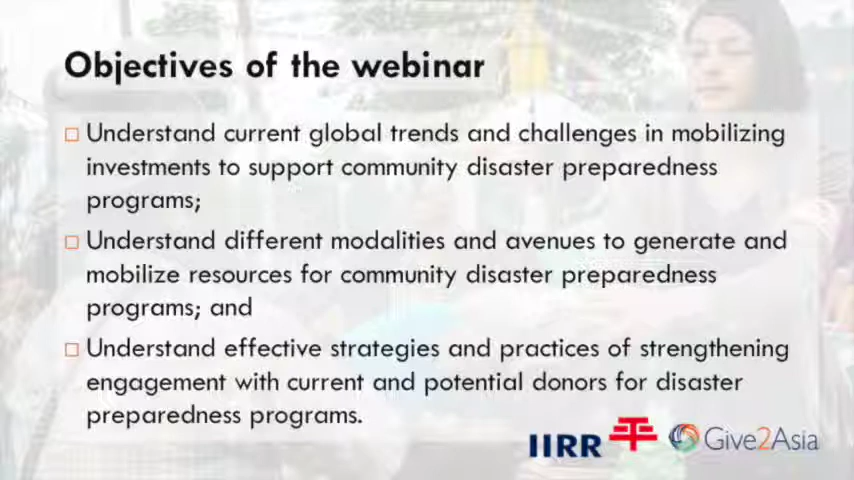 Objectives of the webinar
□ Understand current global trends and challenges in mobilizing
investments to support community disaster preparedness
programs;
□ Understand different modalities and avenues to generate and
mobilize resources for community disaster preparedness
programs; and
□ Understand effective strategies and practices of strengthening
engagement with current and potential donors for disaster
preparedness programs.
IIRR 平 Give2Asia